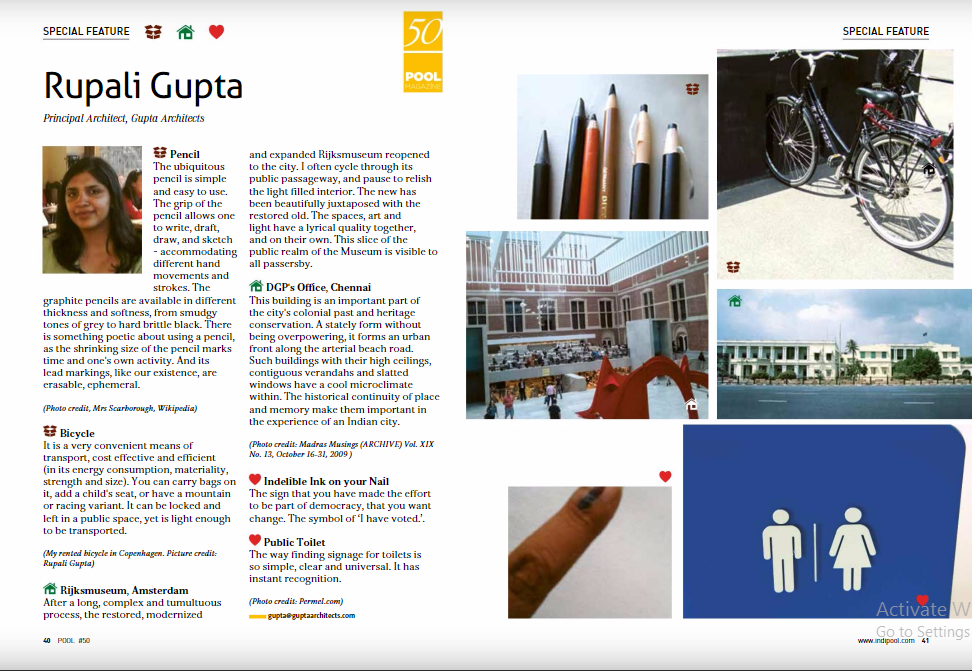 SPECIAL FEATURE
50
POOL
MAGAZINE
SPECIAL FEATURE
Rupali Gupta
Principal Architect, Gupta Architects
Pencil
The ubiquitous
pencil is simple
and easy to use.
The grip of the
pencil allows one
to write, draft,
draw, and sketch
- accommodating
different hand
movements and
strokes. The
graphite pencils are available in different
thickness and softness, from smudgy
tones of grey to hard brittle black. There
is something poetic about using a pencil,
as the shrinking size of the pencil marks
time and one's own activity. And its
lead markings, like our existence, are
erasable, ephemeral.
(Photo credit, Mrs Scarborough, Wikipedia)
Bicycle
It is a very convenient means of
transport, cost effective and efficient
(in its energy consumption, materiality,
strength and size). You can carry bags on
it, add a child's seat, or have a mountain
or racing variant. It can be locked and
left in a public space, yet is light enough
to be transported.
(My rented bicycle in Copenhagen. Picture credit:
Rupali Gupta)
Rijksmuseum, Amsterdam
After a long, complex and tumultuous
process, the restored, modernized
and expanded Rijksmuseum reopened
to the city. I often cycle through its
public passageway, and pause to relish
the light filled interior. The new has
been beautifully juxtaposed with the
restored old. The spaces, art and
light have a lyrical quality together,
and on their own. This slice of the
public realm of the Museum is visible to
all passersby.
DGP's Office, Chennai
This building is an important part of
the city's colonial past and heritage
conservation. A stately form without
being overpowering, it forms an urban
front along the arterial beach road.
Such buildings with their high ceilings,
contiguous verandahs and slatted
windows have a cool microclimate
within. The historical continuity of place
and memory make them important in
the experience of an Indian city.
(Photo credit: Madras Musings (ARCHIVE) Vol. XIX
No. 13, October 16-31, 2009 )
Indelible Ink on your Nail
The sign that you have made the effort
to be part of democracy, that you want
change. The symbol of ‘I have voted.’.
Public Toilet
The way finding signage for toilets is
so simple, clear and universal. It has
instant recognition.
(Photo credit: Permel.com)
gupta@guptaarchitects.com
40 POOL #50
Activate W
Go to Settings
www.indipool.com 41